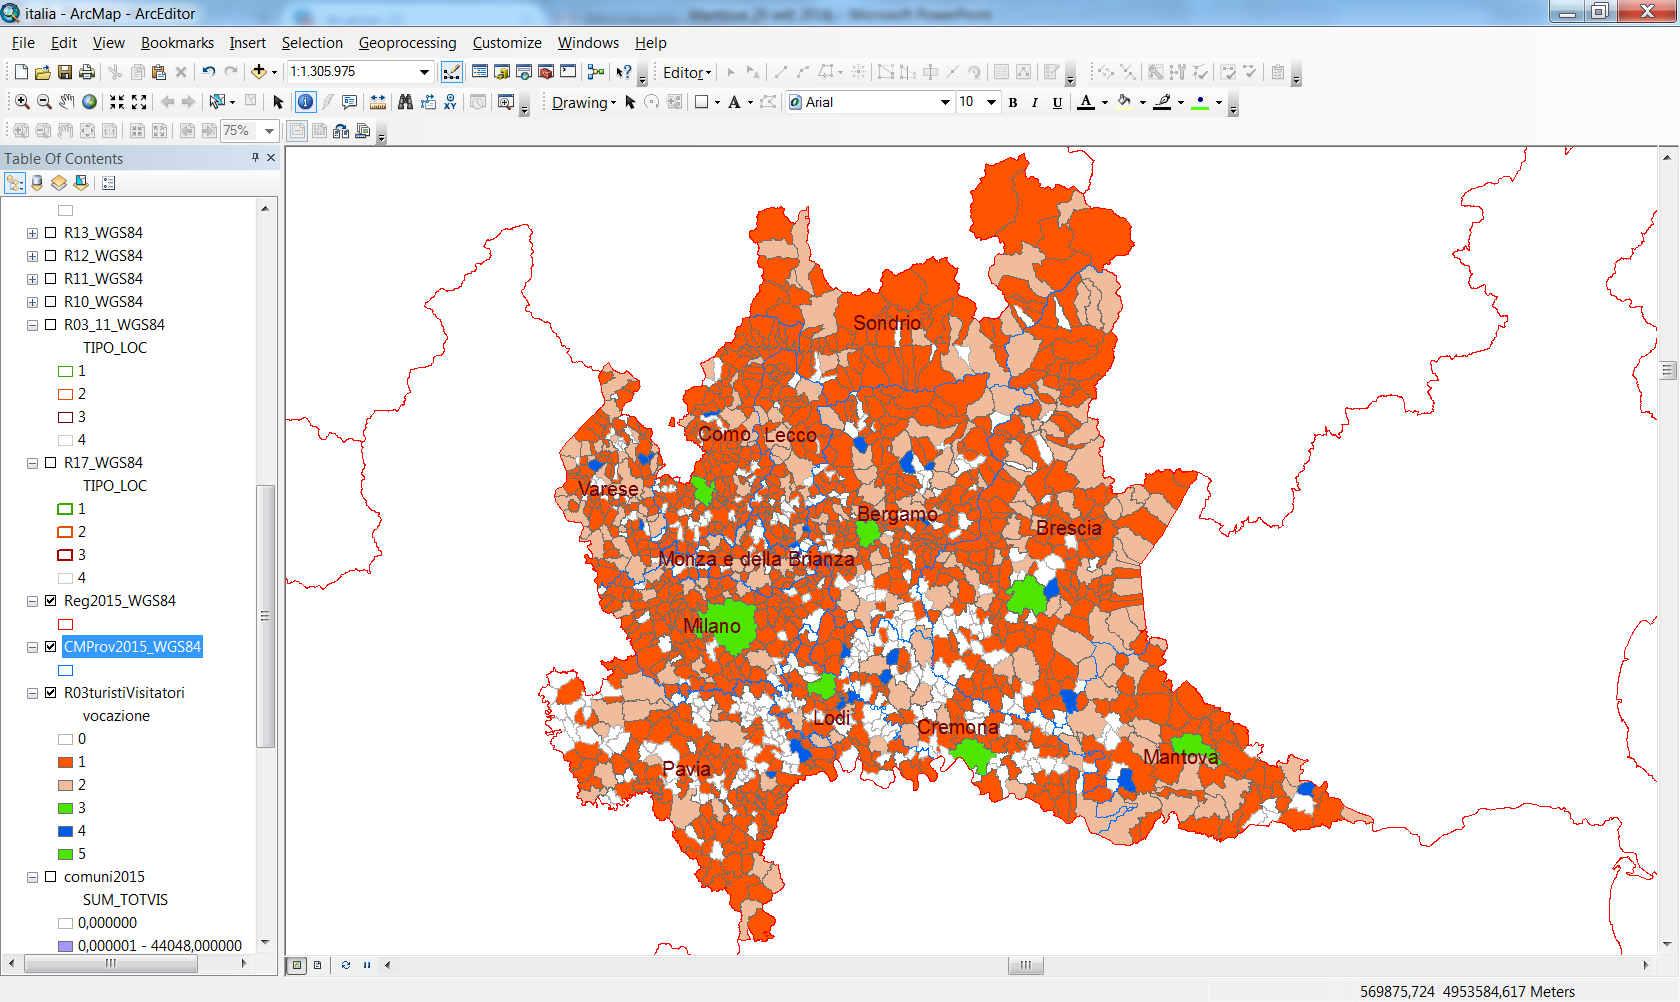 italia - ArcMap - ArcEditor
File Edit View Bookmarks Insert Selection Geoprocessing Customize Windows Help
1:1.305.975
Editor
Drawing
Arial
10
B I U A
75%
Table Of Contents
R13_WGS84
R12_WGS84
R11_WGS84
R10_WGS84
R03_11_WGS84
TIPO_LOC
1
2
3
4
R17_WGS84
TIPO_LOC
1
2
3
4
Reg2015_WGS84
CMProv2015_WGS84
R03turistiVisitatori
vocazione
0
1
2
3
4
5
comuni2015
SUM_TOTVIS
0,000000
0,000001 - 44048,000000
Sondrio
Como
Lecco
Varese
Bergamo
Brescia
Monza e della Brianza
Milano
Lodi
Cremona
Pavia
Mantova
569875,724 4953584,617 Meters